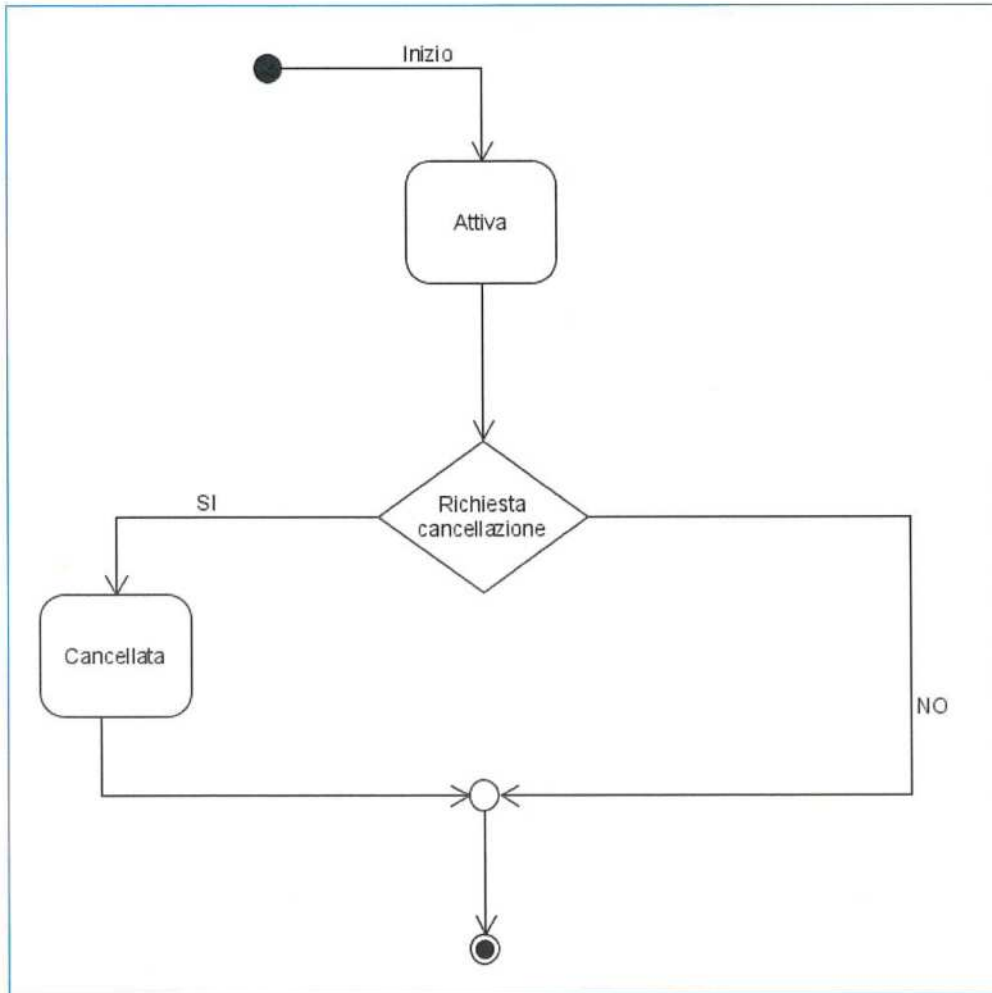 Inizio
Attiva
Richiesta
cancellazione
SI
Cancellata
NO